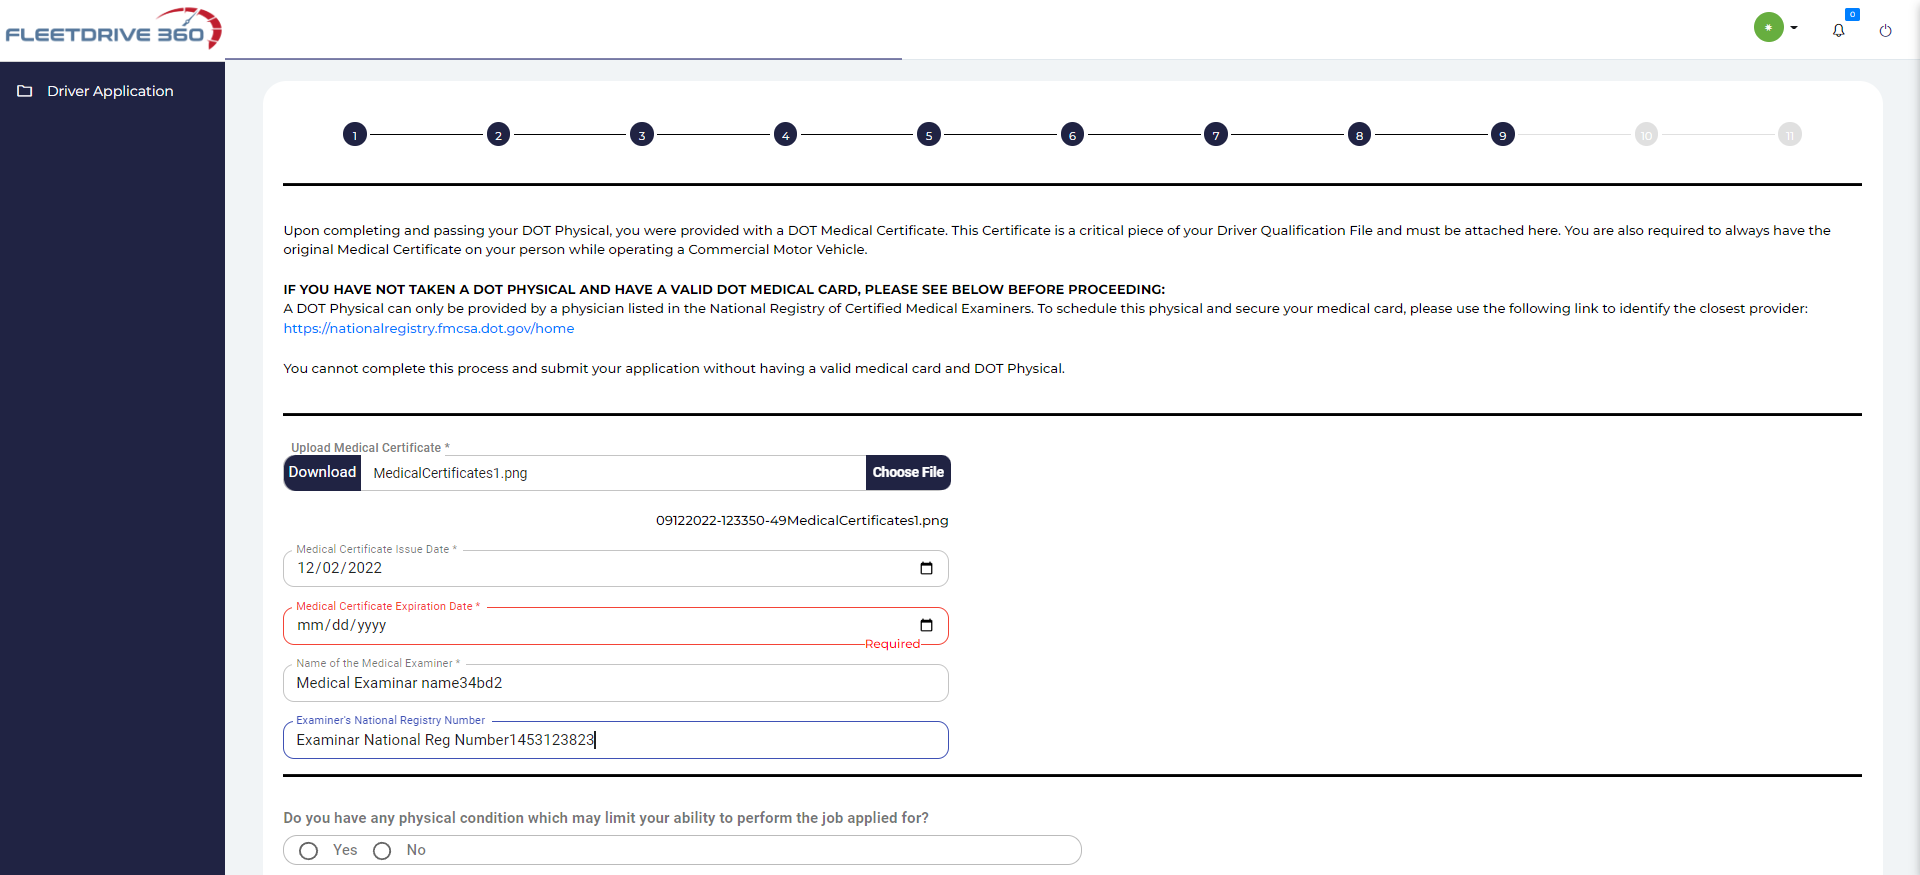 FLEETDRIVE 360
0
Driver Application
1 2 3 4 5 6 7 8 9 10 11
Upon completing and passing your DOT Physical, you were provided with a DOT Medical Certificate. This Certificate is a critical piece of your Driver Qualification File and must be attached here. You are also required to always have the
original Medical Certificate on your person while operating a Commercial Motor Vehicle.
IF YOU HAVE NOT TAKEN A DOT PHYSICAL AND HAVE A VALID DOT MEDICAL CARD, PLEASE SEE BELOW BEFORE PROCEEDING:
A DOT Physical can only be provided by a physician listed in the National Registry of Certified Medical Examiners. To schedule this physical and secure your medical card, please use the following link to identify the closest provider:
https://nationalregistry.fmcsa.dot.gov/home
You cannot complete this process and submit your application without having a valid medical card and DOT Physical.
Upload Medical Certificate *
Download MedicalCertificates1.png Choose File
09122022-123350-49MedicalCertificates1.png
Medical Certificate Issue Date *
12/02/2022
Medical Certificate Expiration Date *
mm/dd/yyyy
Required
Name of the Medical Examiner *
Medical Examinar name34bd2
Examiner's National Registry Number
Examinar National Reg Number1453123823
Do you have any physical condition which may limit your ability to perform the job applied for?
Yes No